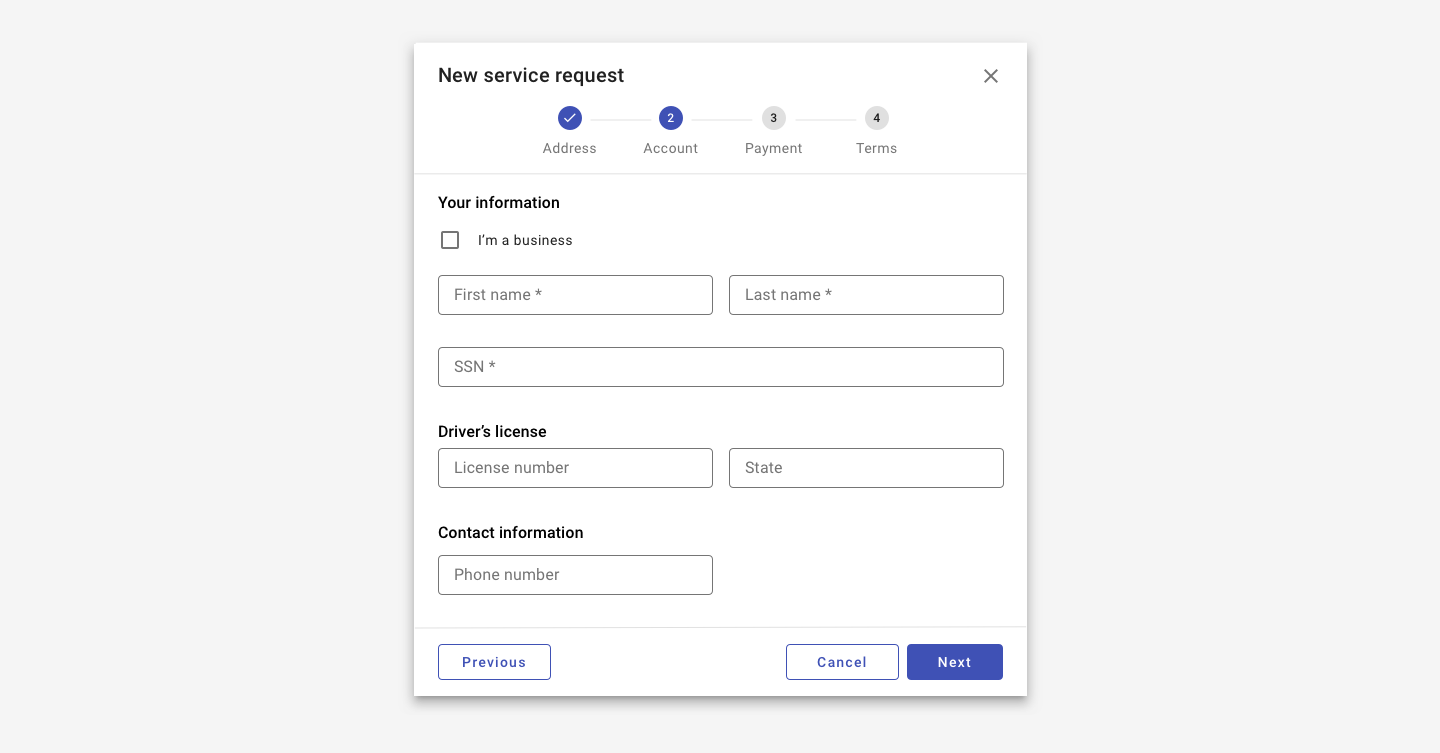 New service request
2
3
4
Address
Account
Payment
Terms
Your information
I’m a business
First name *
Last name *
SSN *
Driver’s license
License number
State
Contact information
Phone number
Previous
Cancel
Next